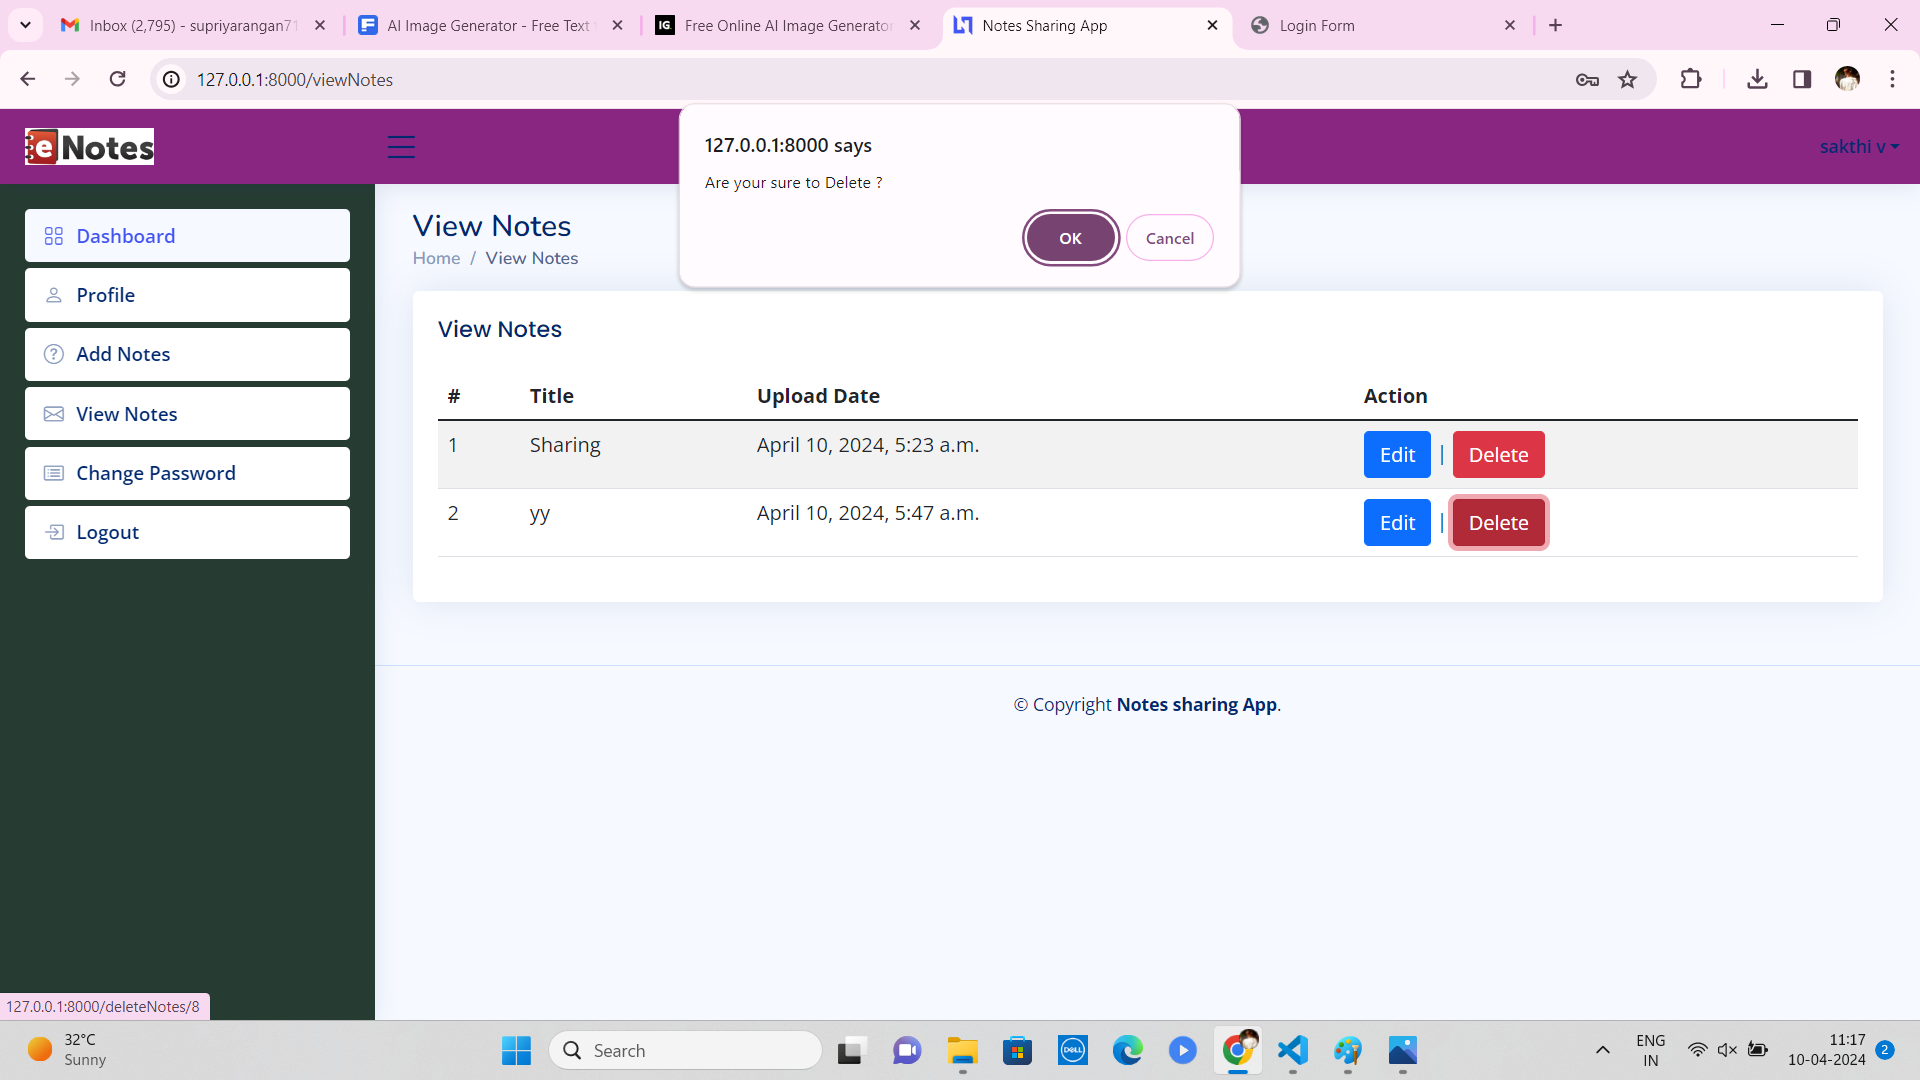 Inbox (2,795) - supriyarangan71
AI Image Generator - Free Text
IG
Free Online AI Image Generator
Notes Sharing App
Login Form
127.0.0.1:8000/viewNotes
eNotes
sakthi v
127.0.0.1:8000 says
Are your sure to Delete ?
OK
Cancel
Dashboard
Profile
Add Notes
View Notes
Change Password
Logout
View Notes
Home / View Notes
View Notes
# Title Upload Date Action
1 Sharing April 10, 2024, 5:23 a.m. Edit | Delete
2 yy April 10, 2024, 5:47 a.m. Edit | Delete
© Copyright Notes sharing App.
127.0.0.1:8000/deleteNotes/8
32°C
Sunny
Search
DELL
ENG
IN
11:17
10-04-2024
2